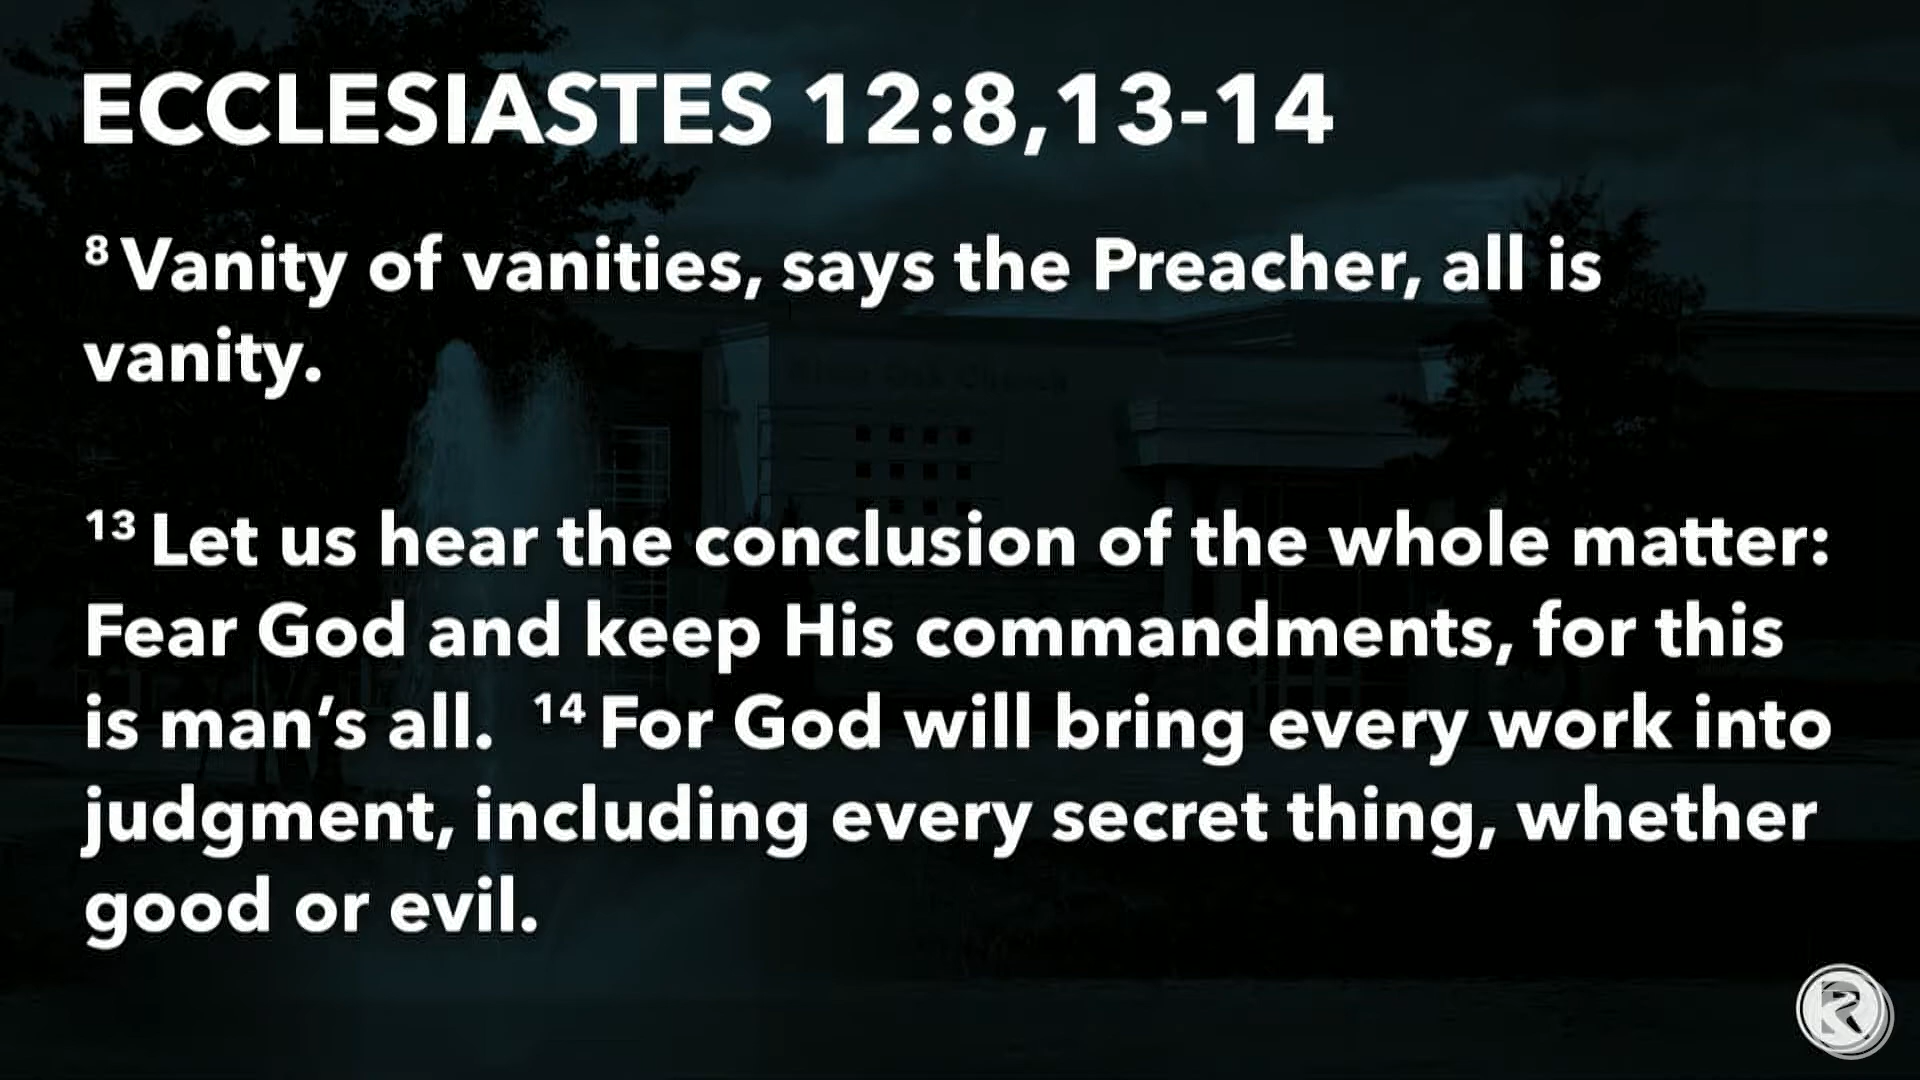 ECCLESIASTES 12:8,13-14
8 Vanity of vanities, says the Preacher, all is
vanity.
13 Let us hear the conclusion of the whole matter:
Fear God and keep His commandments, for this
is man’s all. 14 For God will bring every work into
judgment, including every secret thing, whether
good or evil.
R